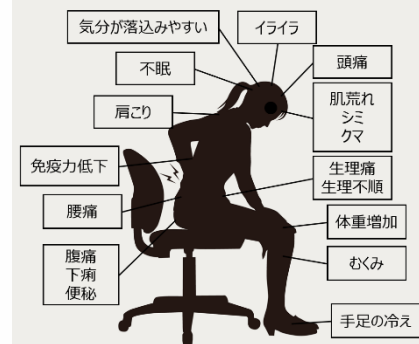 気分が落込みやすい
イライラ
不眠
頭痛
肩こり
肌荒れ
シミ
クマ
免疫力低下
生理痛
生理不順
腰痛
体重増加
腹痛
下痢
便秘
むくみ
手足の冷え